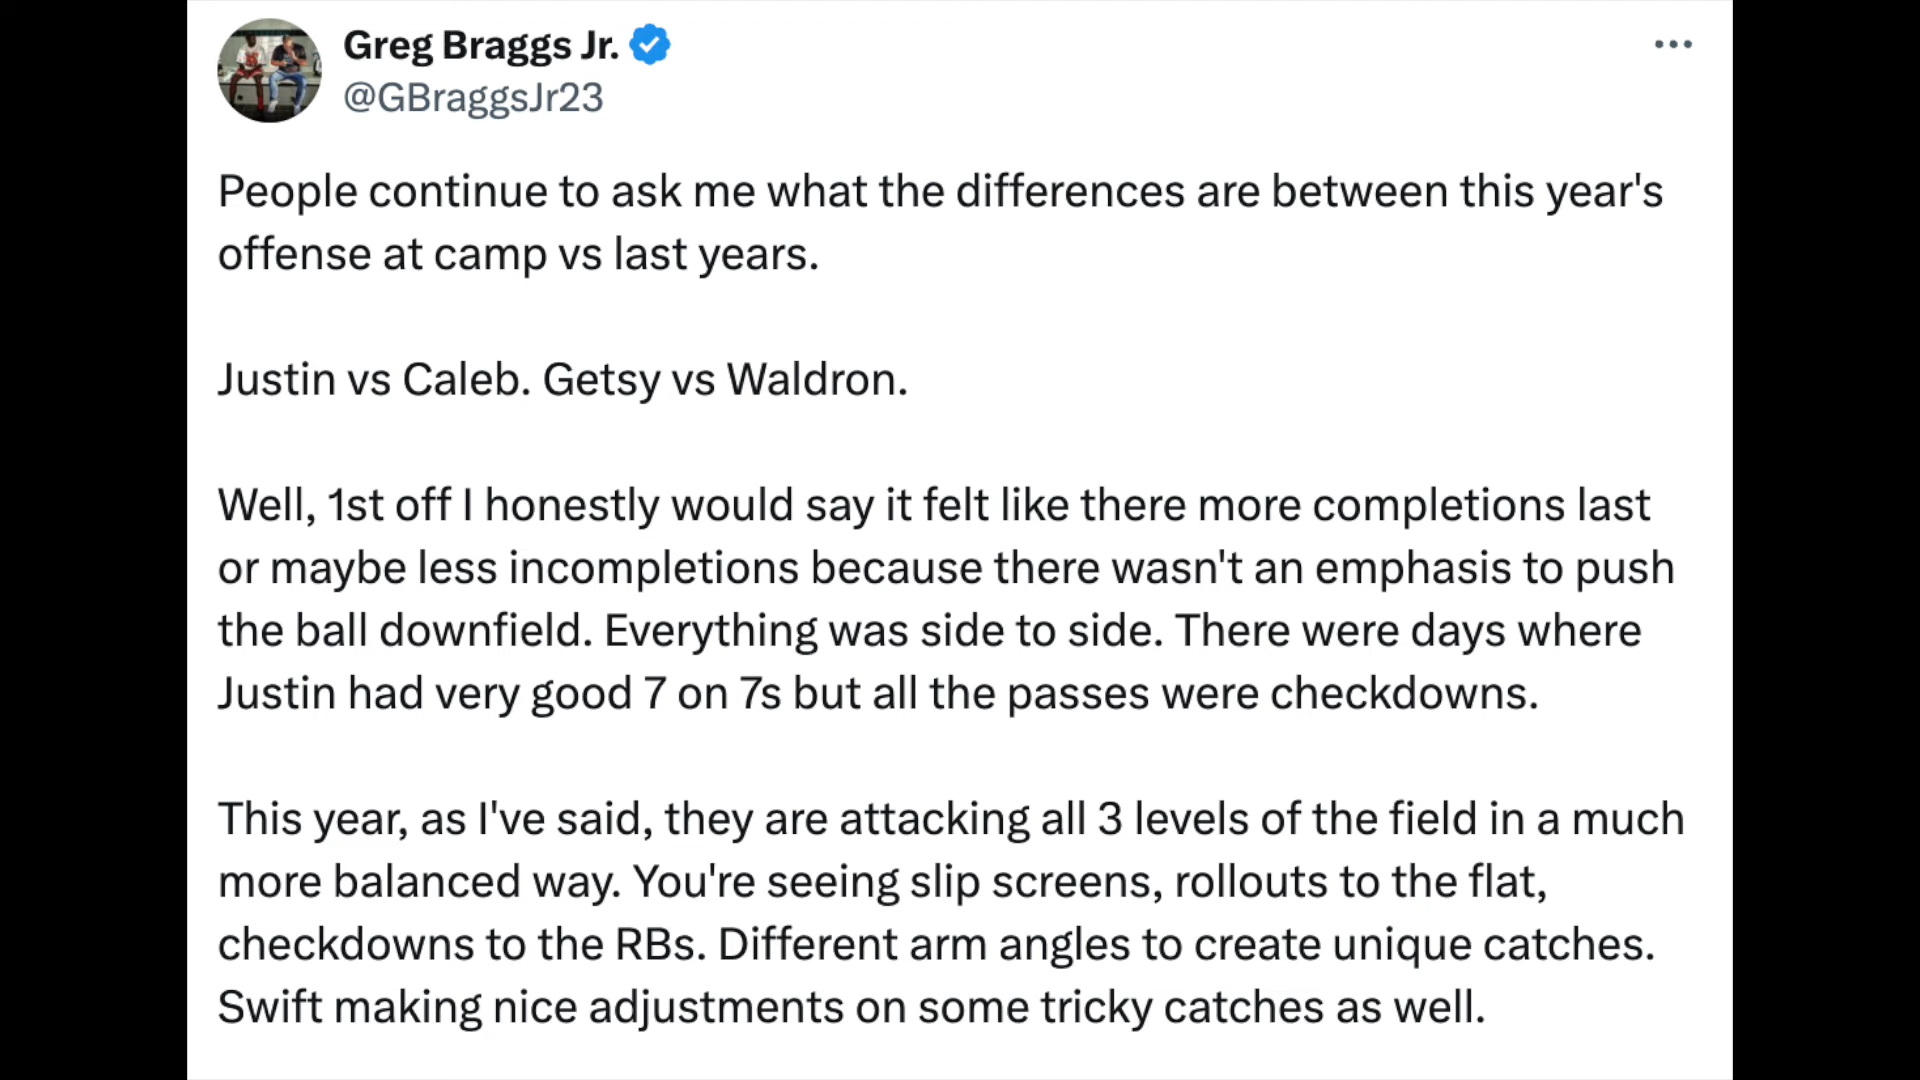 Greg Braggs Jr.
@GBraggsJr23
People continue to ask me what the differences are between this year's
offense at camp vs last years.
Justin vs Caleb. Getsy vs Waldron.
Well, 1st off I honestly would say it felt like there more completions last
or maybe less incompletions because there wasn't an emphasis to push
the ball downfield. Everything was side to side. There were days where
Justin had very good 7 on 7s but all the passes were checkdowns.
This year, as I've said, they are attacking all 3 levels of the field in a much
more balanced way. You're seeing slip screens, rollouts to the flat,
checkdowns to the RBs. Different arm angles to create unique catches.
Swift making nice adjustments on some tricky catches as well.